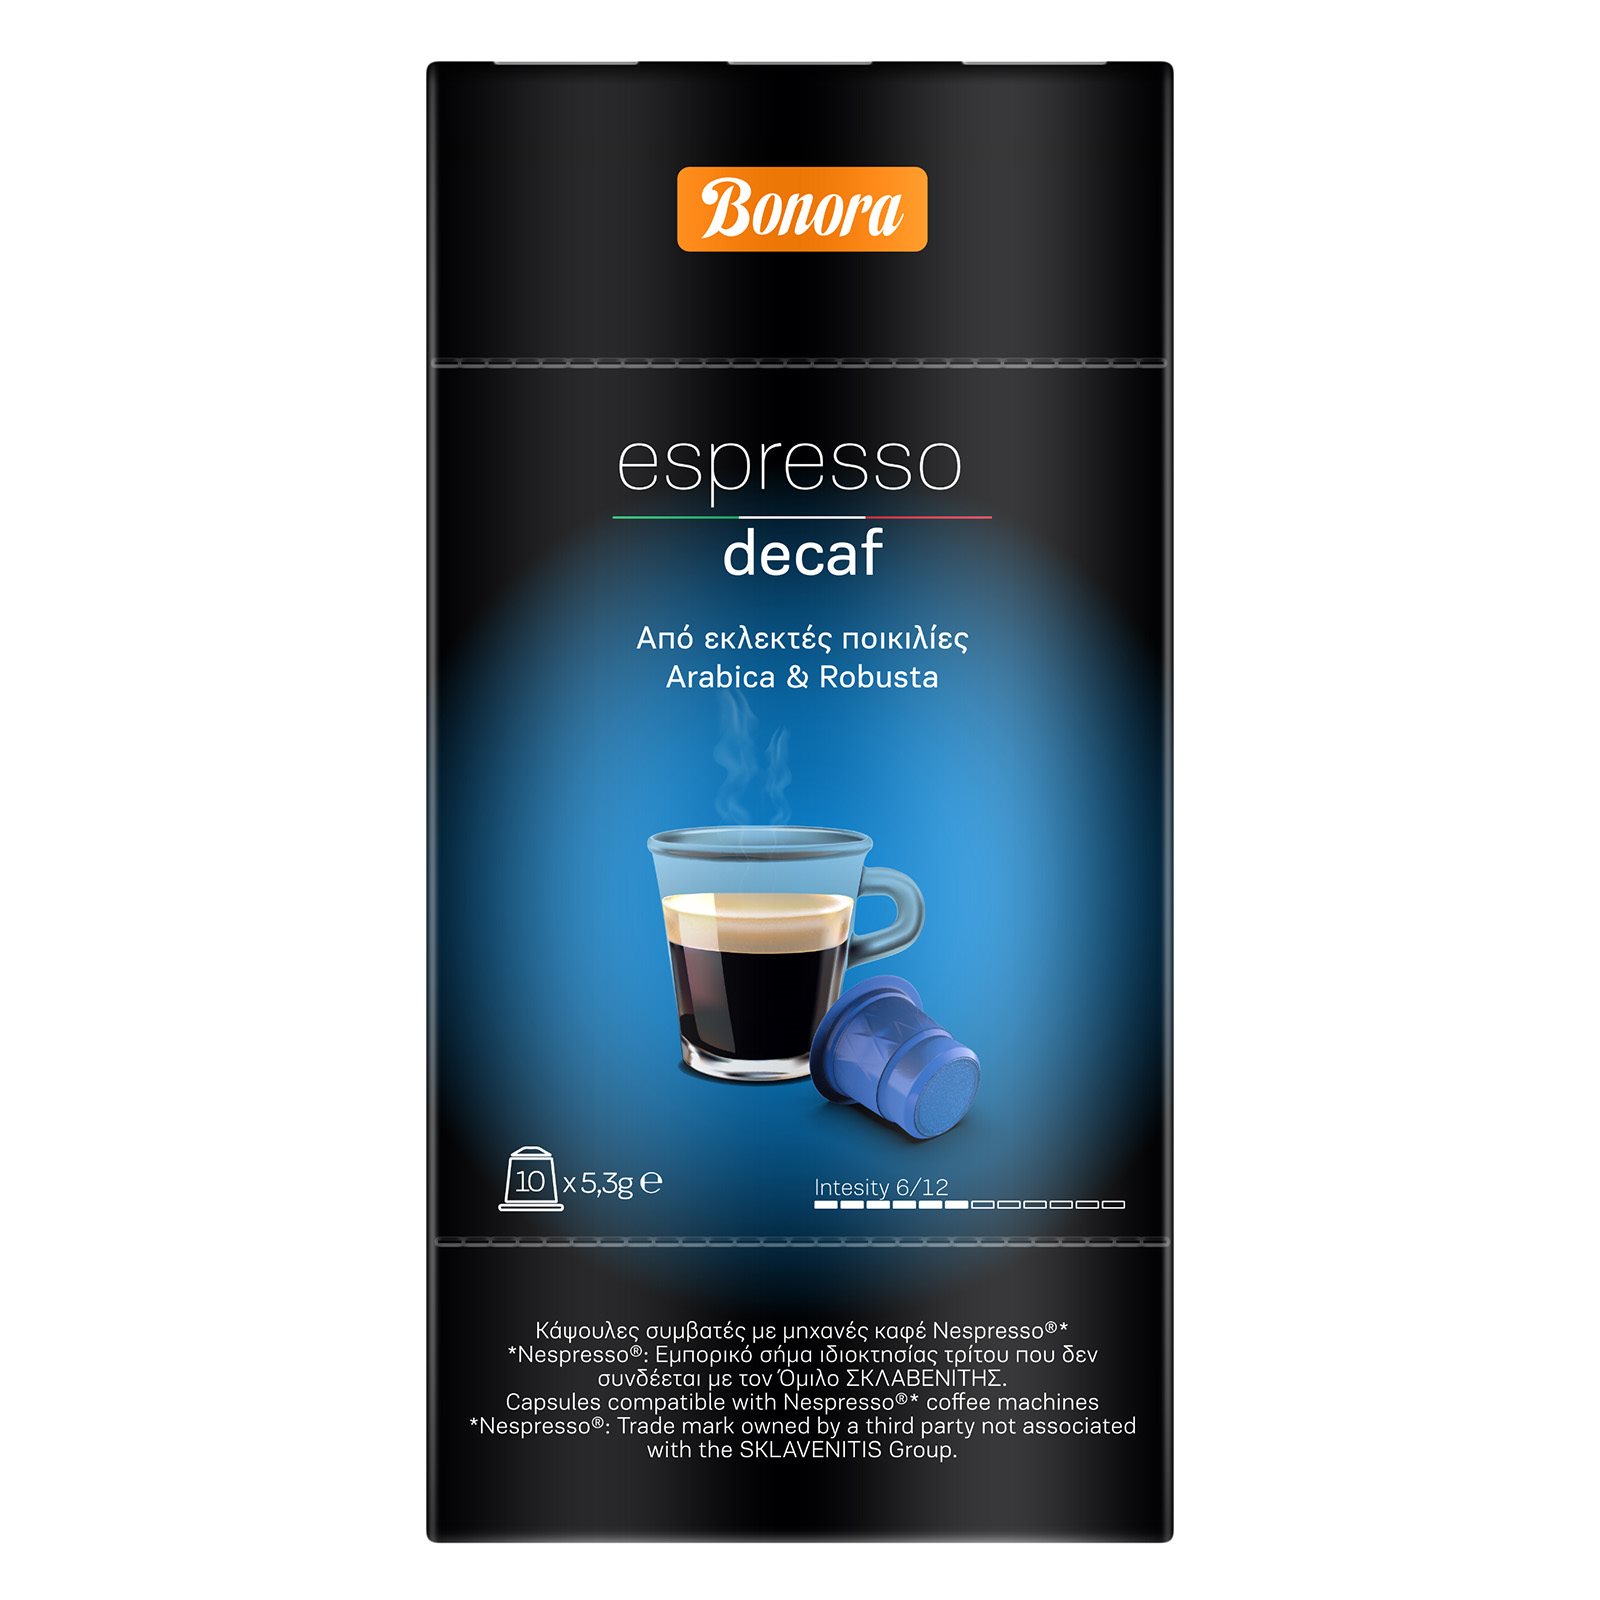 Bonora
espresso
decaf
Από εκλεκτές ποικιλίες
Arabica & Robusta
10 x 5,3g ℮
Intesity 6/12
Κάψουλες συμβατές με μηχανές καφέ Nespresso®*
*Nespresso®: Εμπορικό σήμα ιδιοκτησίας τρίτου που δεν
συνδέεται με τον Όμιλο ΣΚΛΑΒΕΝΙΤΗΣ.
Capsules compatible with Nespresso®* coffee machines
*Nespresso®: Trade mark owned by a third party not associated
with the SKLAVENITIS Group.